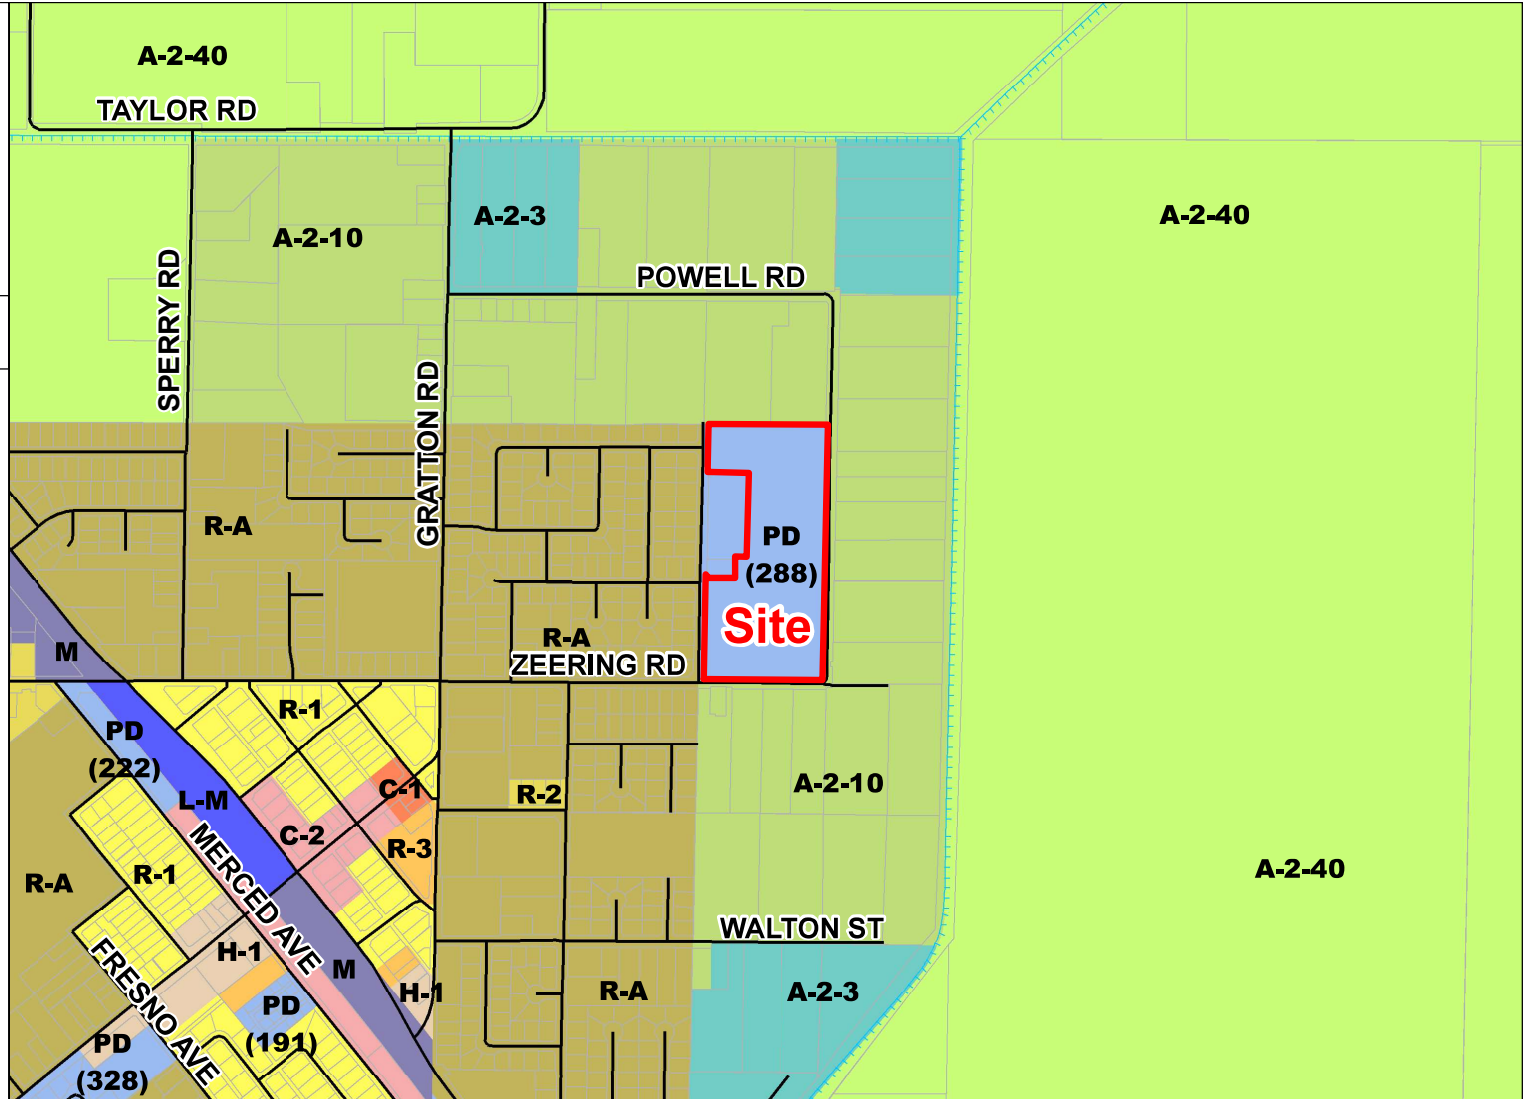 A-2-40
TAYLOR RD
A-2-3
A-2-40
A-2-10
POWELL RD
SPERRY RD
GRATTON RD
R-A
PD
(288)
Site
R-A
M
ZEERING RD
R-1
PD
(222)
L-M
C-1
R-2
A-2-10
C-2
MERCED AVE
R-3
R-A
R-1
A-2-40
WALTON ST
FRESNO AVE
H-1
M
H-1
R-A
A-2-3
PD
(191)
PD
(328)